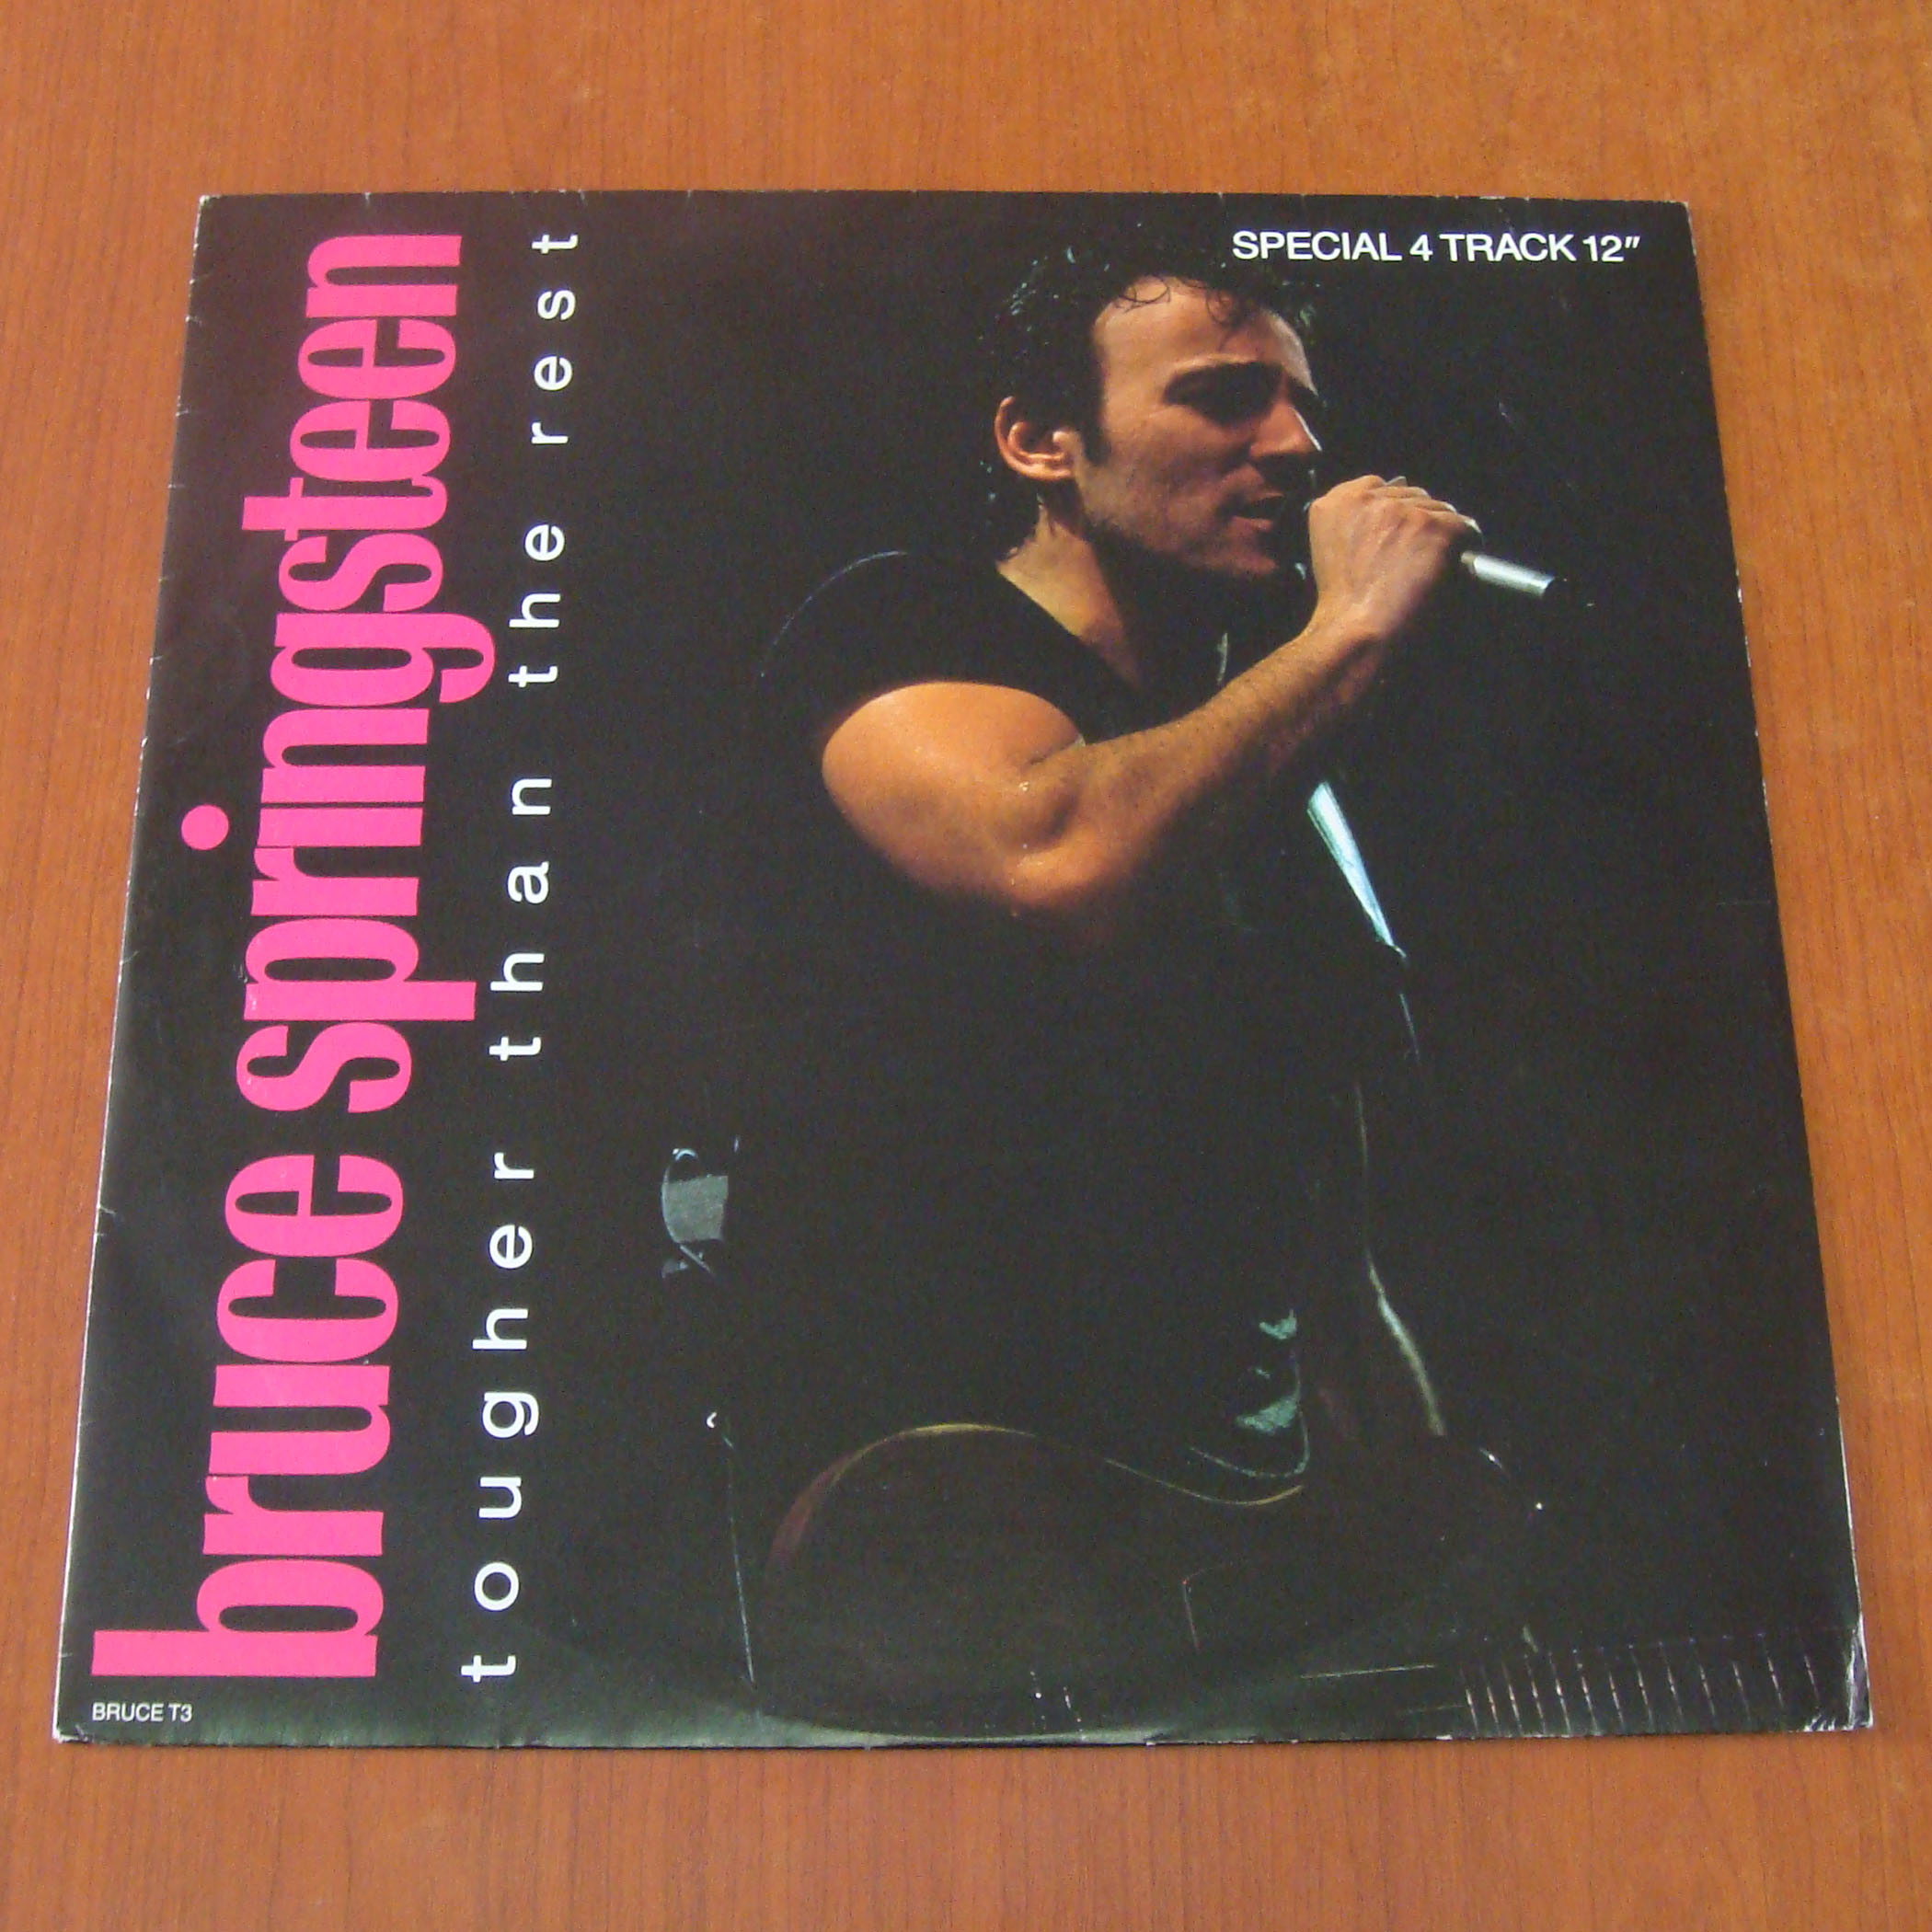 bruce springsteen
tougher than the rest
SPECIAL 4 TRACK 12"
BRUCE T3